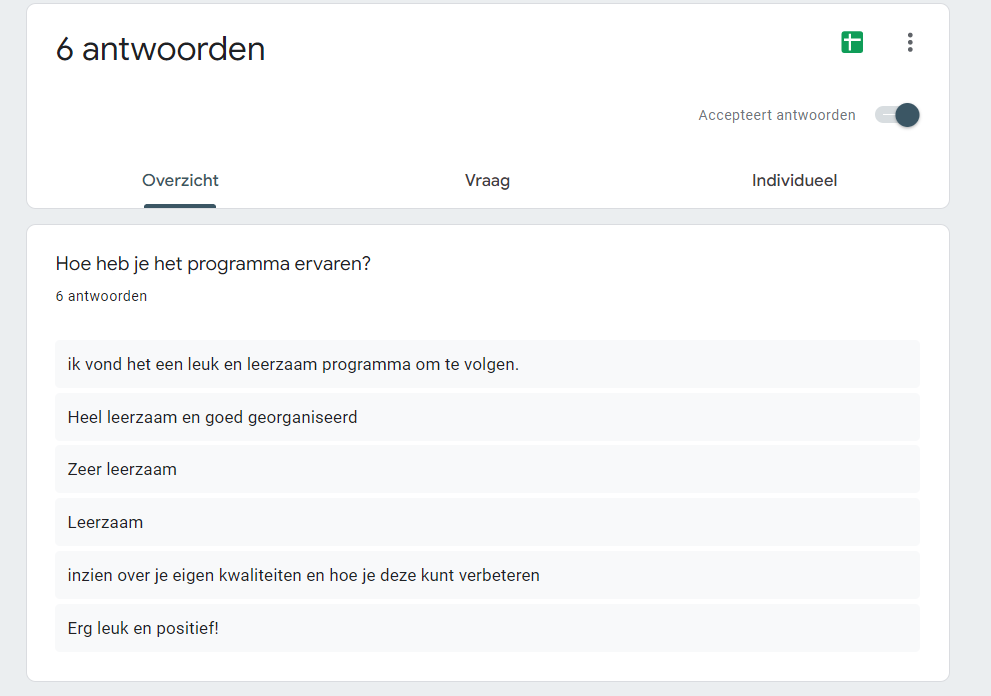 6 antwoorden
Accepteert antwoorden
Overzicht
Vraag
Individueel
Hoe heb je het programma ervaren?
6 antwoorden
ik vond het een leuk en leerzaam programma om te volgen.
Heel leerzaam en goed georganiseerd
Zeer leerzaam
Leerzaam
inzien over je eigen kwaliteiten en hoe je deze kunt verbeteren
Erg leuk en positief!